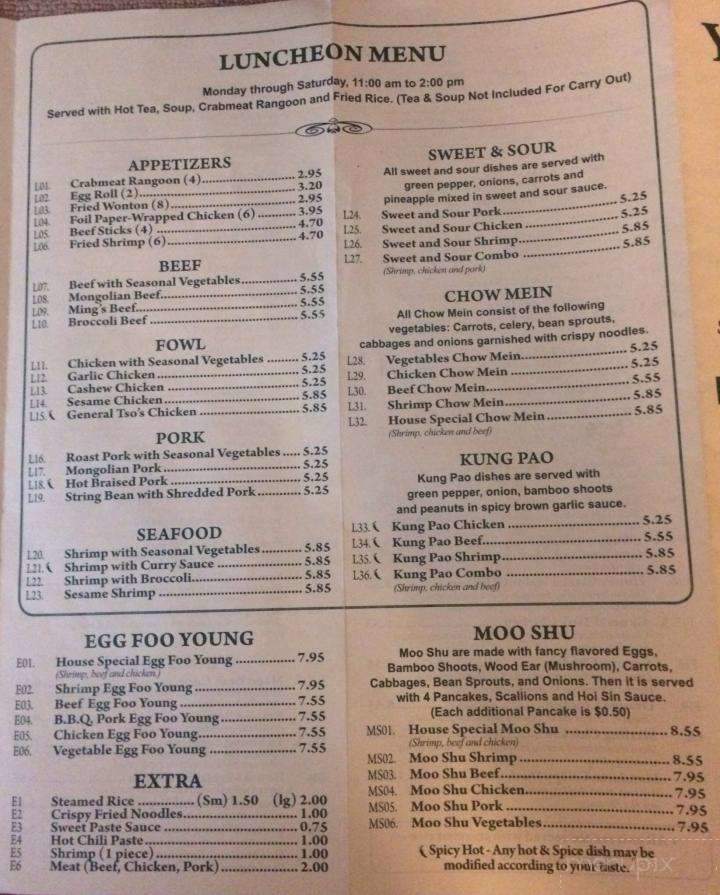 LUNCHEON MENU
Monday through Saturday, 11:00 am to 2:00 pm
Served with Hot Tea, Soup, Crabmeat Rangoon and Fried Rice. (Tea & Soup Not Included For Carry Out)
APPETIZERS
L01. Crabmeat Rangoon (4) 2.95
L02. Egg Roll (2) 3.20
L03. Fried Wonton (8) 2.95
L04. Foil Paper-Wrapped Chicken (6) 3.95
L05. Beef Sticks (4) 4.70
L06. Fried Shrimp (6) 4.70
BEEF
L07. Beef with Seasonal Vegetables 5.55
L08. Mongolian Beef 5.55
L09. Ming's Beef 5.55
L10. Broccoli Beef 5.55
FOWL
L11. Chicken with Seasonal Vegetables 5.25
L12. Garlic Chicken 5.25
L13. Cashew Chicken 5.25
L14. Sesame Chicken 5.85
L15. General Tso's Chicken 5.85
PORK
L16. Roast Pork with Seasonal Vegetables 5.25
L17. Mongolian Pork 5.25
L18. Hot Braised Pork 5.25
L19. String Bean with Shredded Pork 5.25
SEAFOOD
L20. Shrimp with Seasonal Vegetables 5.85
L21. Shrimp with Curry Sauce 5.85
L22. Shrimp with Broccoli 5.85
L23. Sesame Shrimp 5.85
SWEET & SOUR
All sweet and sour dishes are served with
green pepper, onions, carrots and
pineapple mixed in sweet and sour sauce.
L24. Sweet and Sour Pork 5.25
L25. Sweet and Sour Chicken 5.25
L26. Sweet and Sour Shrimp 5.85
L27. Sweet and Sour Combo 5.85
(Shrimp, chicken and pork)
CHOW MEIN
All Chow Mein consist of the following
vegetables: Carrots, celery, bean sprouts,
cabbages and onions garnished with crispy noodles.
L28. Vegetables Chow Mein 5.25
L29. Chicken Chow Mein 5.25
L30. Beef Chow Mein 5.55
L31. Shrimp Chow Mein 5.85
L32. House Special Chow Mein 5.85
(Shrimp, chicken and beef)
KUNG PAO
Kung Pao dishes are served with
green pepper, onion, bamboo shoots
and peanuts in spicy brown garlic sauce.
L33. Kung Pao Chicken 5.25
L34. Kung Pao Beef 5.55
L35. Kung Pao Shrimp 5.85
L36. Kung Pao Combo 5.85
(Shrimp, chicken and beef)
EGG FOO YOUNG
E01. House Special Egg Foo Young 7.95
(Shrimp, beef and chicken)
E02. Shrimp Egg Foo Young 7.95
E03. Beef Egg Foo Young 7.55
E04. B.B.Q. Pork Egg Foo Young 7.55
E05. Chicken Egg Foo Young 7.55
E06. Vegetable Egg Foo Young 7.55
EXTRA
E1 Steamed Rice (Sm) 1.50 (lg) 2.00
E2 Crispy Fried Noodles 1.00
E3 Sweet Paste Sauce 0.75
E4 Hot Chili Paste 1.00
E5 Shrimp (1 piece) 1.00
E6 Meat (Beef, Chicken, Pork) 2.00
MOO SHU
Moo Shu are made with fancy flavored Eggs,
Bamboo Shoots, Wood Ear (Mushroom), Carrots,
Cabbages, Bean Sprouts, and Onions. Then it is served
with 4 Pancakes, Scallions and Hoi Sin Sauce.
(Each additional Pancake is $0.50)
MS01. House Special Moo Shu 8.55
(Shrimp, beef and chicken)
MS02. Moo Shu Shrimp 8.55
MS03. Moo Shu Beef 7.95
MS04. Moo Shu Chicken 7.95
MS05. Moo Shu Pork 7.95
MS06. Moo Shu Vegetables 7.95
Spicy Hot - Any hot & Spice dish may be
modified according to your taste.